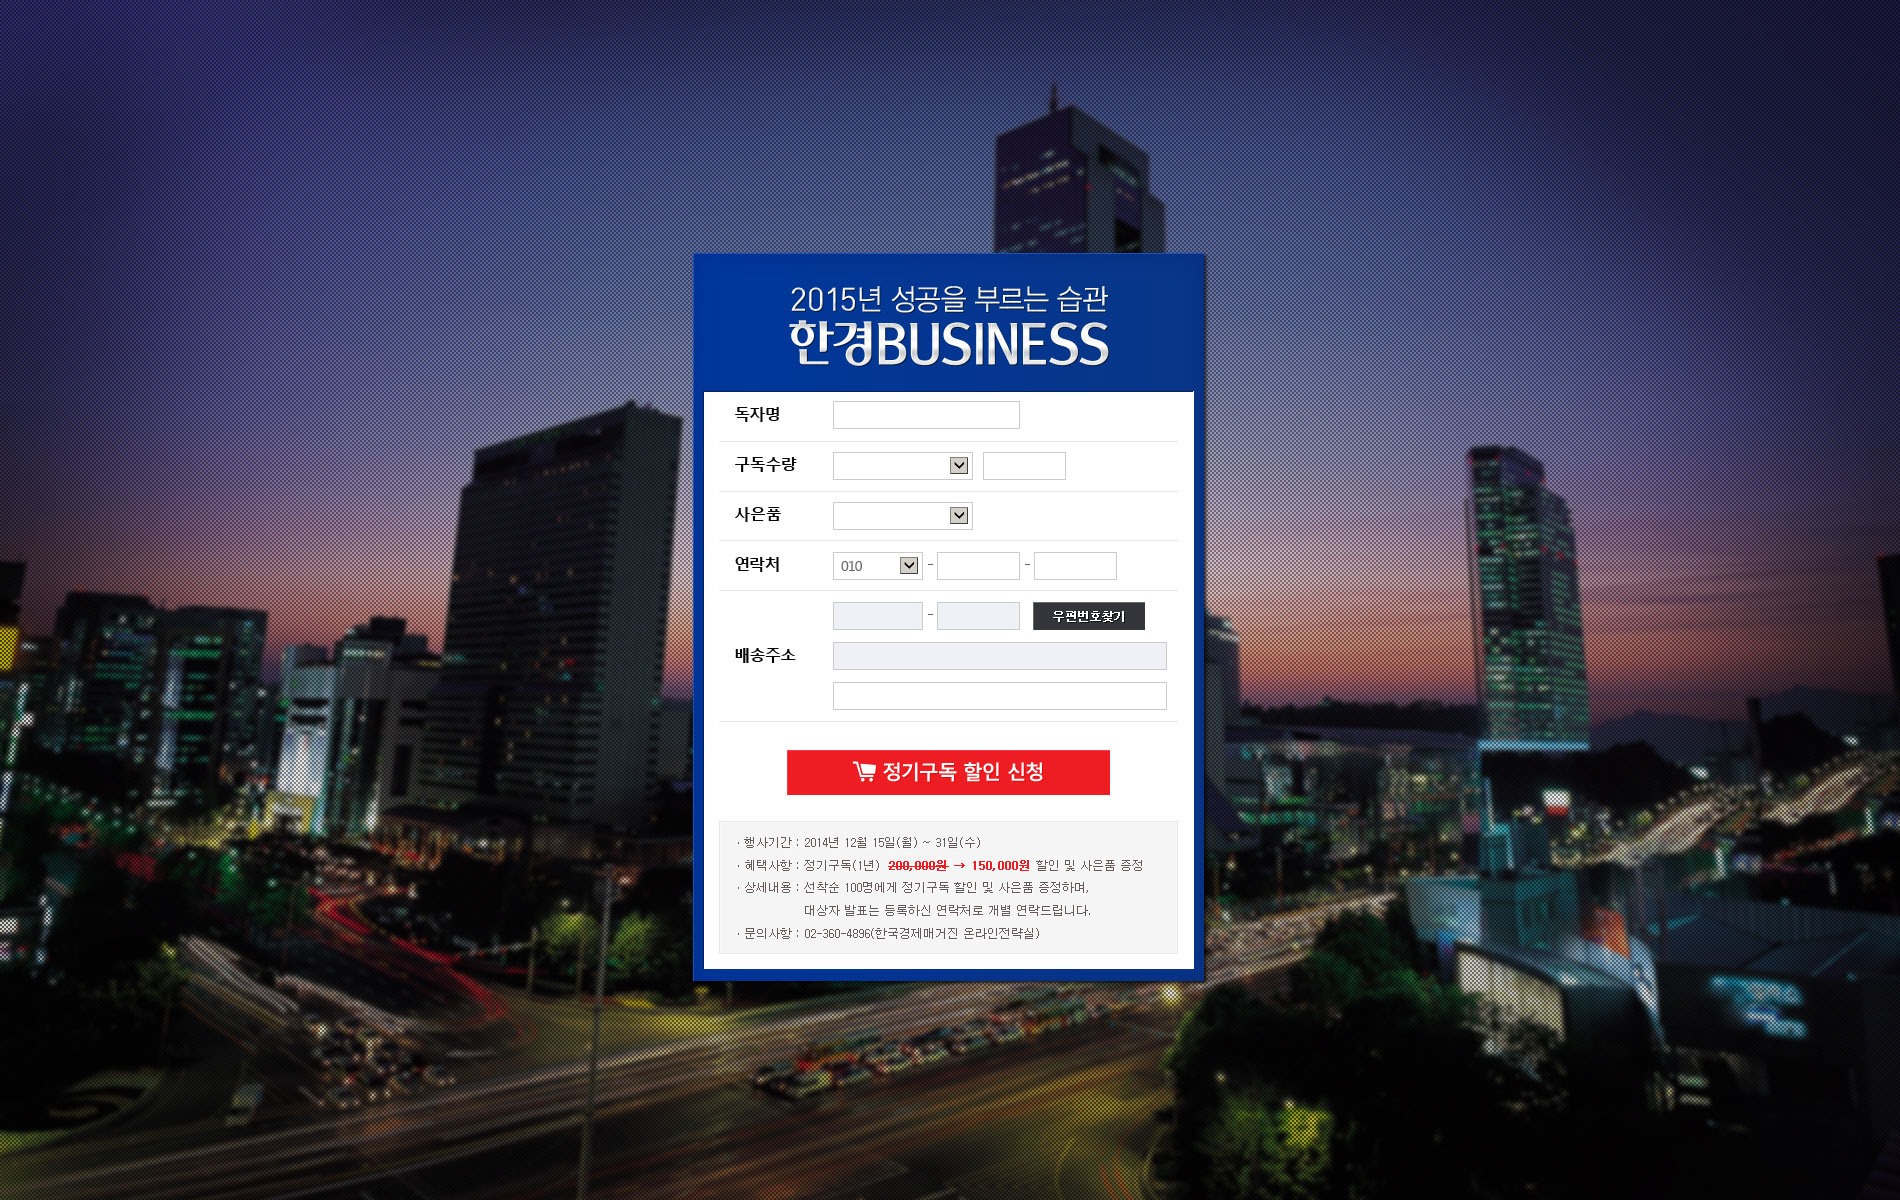 2015년 성공을 부르는 습관
한경BUSINESS
독자명
구독수량
사은품
연락처 010 - -
- 우편번호찾기
배송주소
정기구독 할인 신청
· 행사기간 : 2014년 12월 15일(월) ~ 31일(수)
· 혜택사항 : 정기구독(1년) 200,000원 → 150,000원 할인 및 사은품 증정
· 상세내용 : 선착순 100명에게 정기구독 할인 및 사은품 증정하며,
대상자 발표는 등록하신 연락처로 개별 연락드립니다.
· 문의사항 : 02-360-4896(한국경제매거진 온라인전략실)